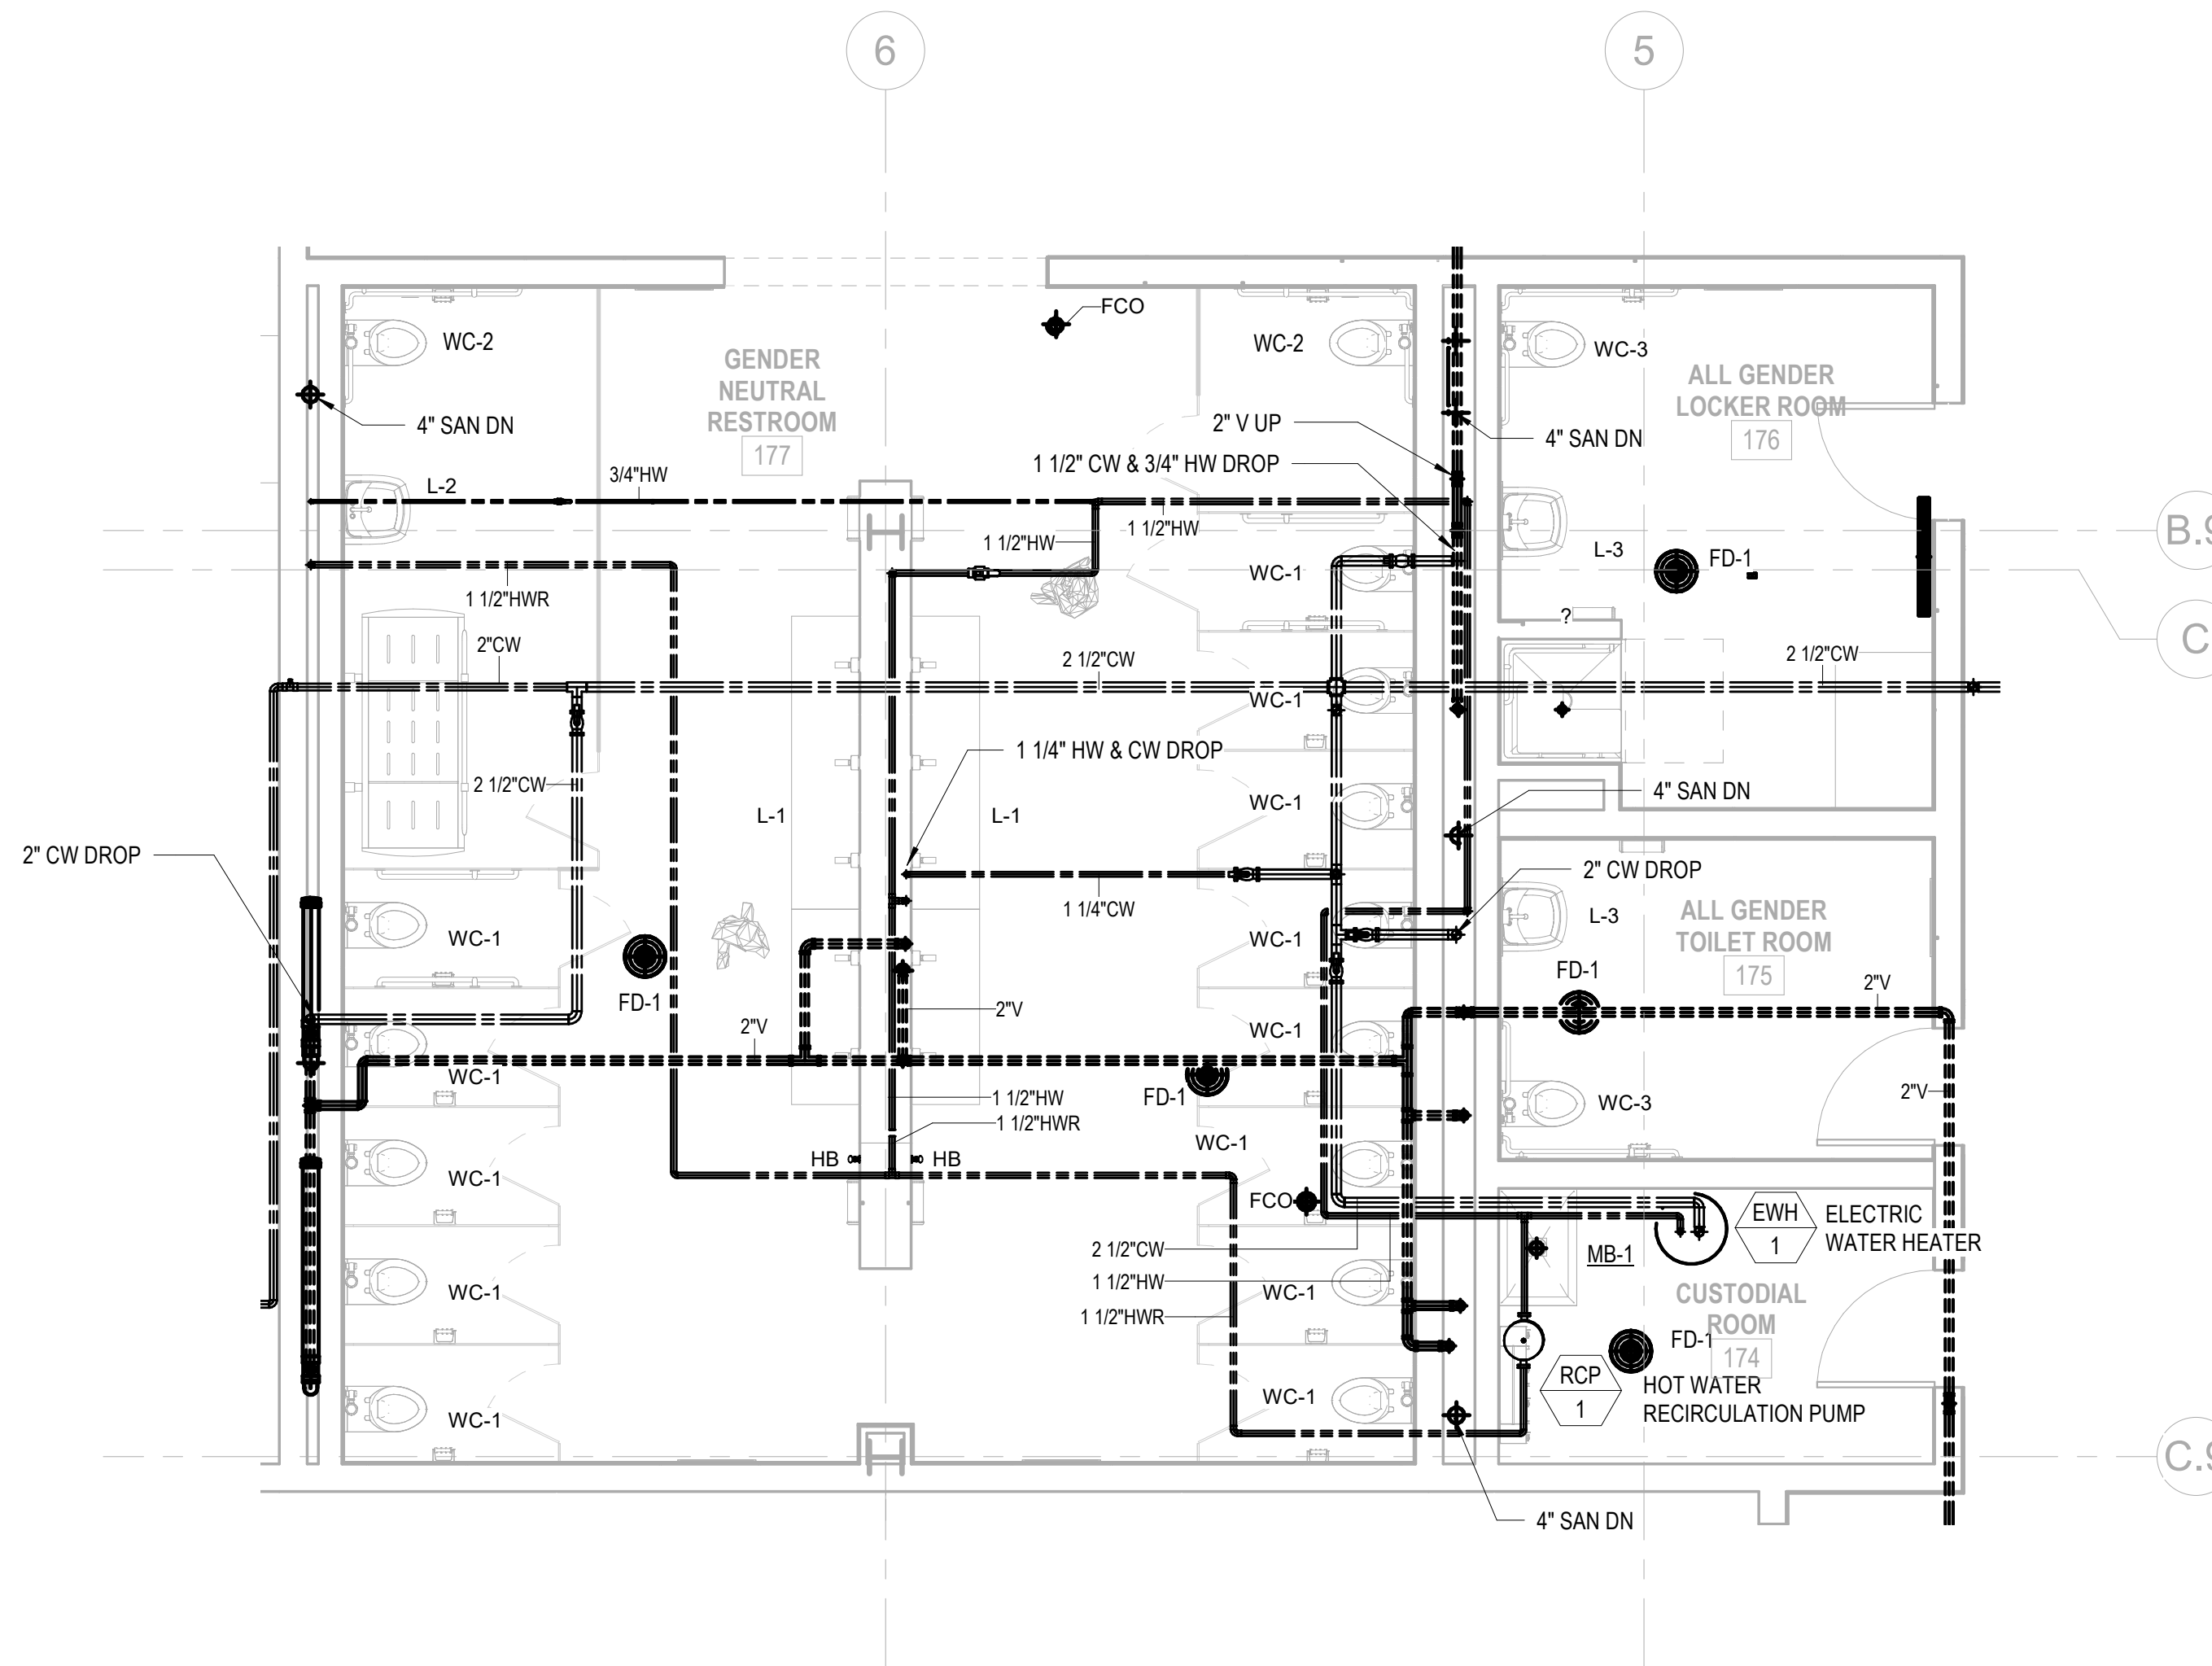 6
5
FCO
WC-2
WC-2
WC-3
GENDER
NEUTRAL
RESTROOM
177
ALL GENDER
LOCKER ROOM
176
4" SAN DN
2" V UP
4" SAN DN
1 1/2" CW & 3/4" HW DROP
3/4"HW
L-2
1 1/2"HW
1 1/2"HW
B.9
L-3
FD-1
WC-1
1 1/2"HWR
?
C
2"CW
2 1/2"CW
2 1/2"CW
WC-1
1 1/4" HW & CW DROP
2 1/2"CW
4" SAN DN
WC-1
L-1
L-1
2" CW DROP
2" CW DROP
1 1/4"CW
L-3
ALL GENDER
TOILET ROOM
175
WC-1
WC-1
FD-1
FD-1
2"V
2"V
2"V
WC-1
WC-1
FD-1
1 1/2"HW
2"V
WC-3
1 1/2"HWR
WC-1
HB
HB
WC-1
FCO
EWH
1
ELECTRIC
WATER HEATER
2 1/2"CW
MB-1
1 1/2"HW
WC-1
WC-1
CUSTODIAL
ROOM
174
1 1/2"HWR
FD-1
RCP
1
HOT WATER
RECIRCULATION PUMP
WC-1
WC-1
C.9
4" SAN DN